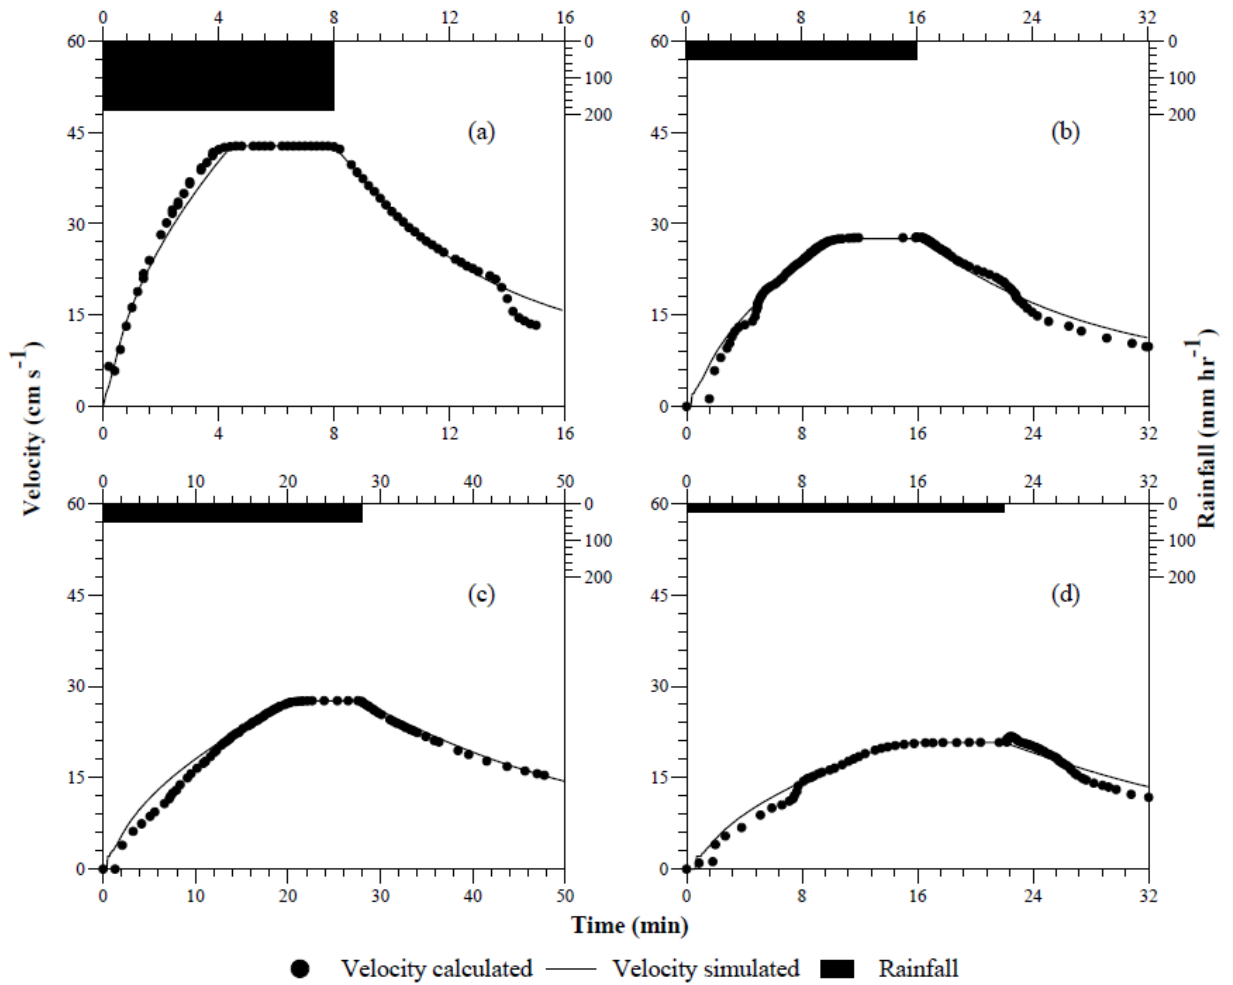 0 4 8 12 16
0 8 16 24 32
60
45
30
15
0
0
100
200
(a)
60
45
30
15
0
0
100
200
(b)
0 4 8 12 16
0 8 16 24 32
Velocity (cm s⁻¹)
Rainfall (mm hr⁻¹)
0 10 20 30 40 50
0 8 16 24 32
60
45
30
15
0
0
100
200
(c)
60
45
30
15
0
0
100
200
(d)
0 10 20 30 40 50
0 8 16 24 32
Time (min)
Velocity calculated Velocity simulated Rainfall